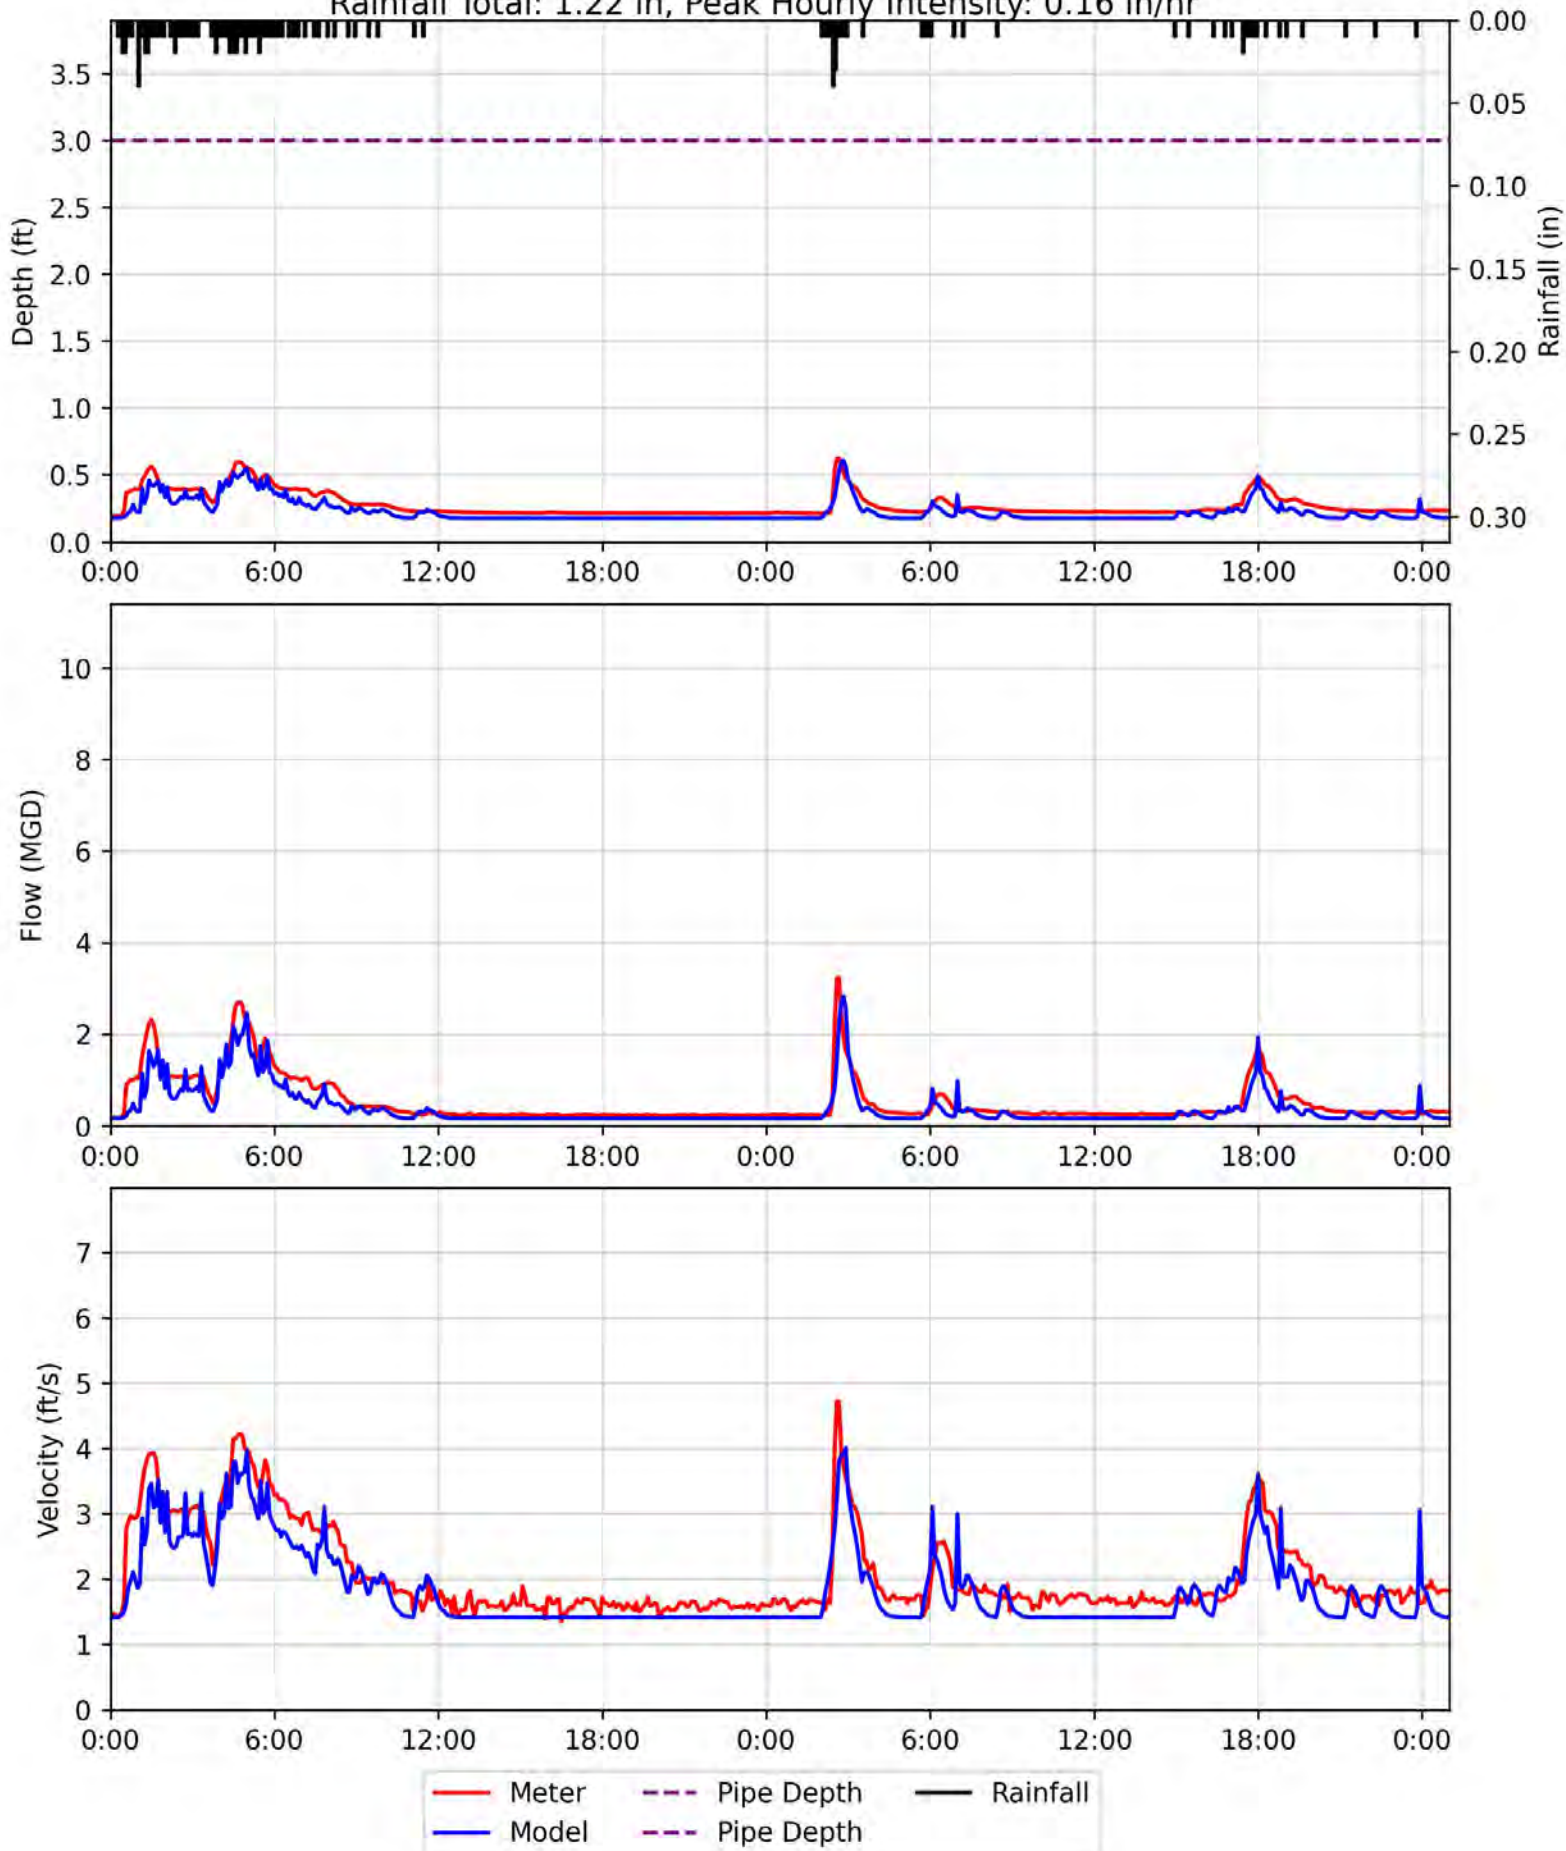 Rainfall Total: 1.22 in, Peak Hourly Intensity: 0.16 in/hr
Depth (ft)
3.5
3.0
2.5
2.0
1.5
1.0
0.5
0.0
0.00
0.05
0.10
0.15
0.20
0.25
0.30
Rainfall (in)
0:00 6:00 12:00 18:00 0:00 6:00 12:00 18:00 0:00
Flow (MGD)
10
8
6
4
2
0
0:00 6:00 12:00 18:00 0:00 6:00 12:00 18:00 0:00
Velocity (ft/s)
7
6
5
4
3
2
1
0
0:00 6:00 12:00 18:00 0:00 6:00 12:00 18:00 0:00
Meter Pipe Depth Rainfall
Model Pipe Depth